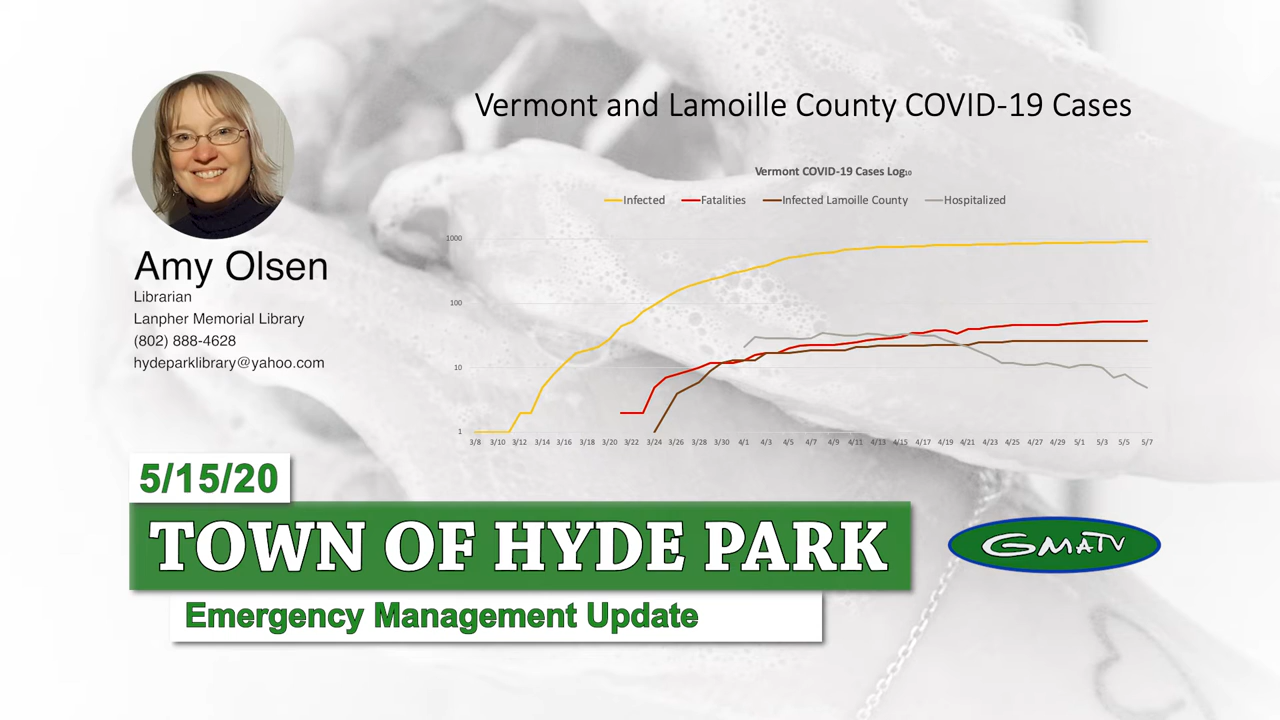 Vermont and Lamoille County COVID-19 Cases
Amy Olsen
Librarian
Lanpher Memorial Library
(802) 888-4628
hydeparklibrary@yahoo.com
Vermont COVID-19 Cases Log₁₀
Infected Fatalities Infected Lamoille County Hospitalized
1000
100
10
1
3/8 3/10 3/12 3/14 3/16 3/18 3/20 3/22 3/24 3/26 3/28 3/30 4/1 4/3 4/5 4/7 4/9 4/11 4/13 4/15 4/17 4/19 4/21 4/23 4/25 4/27 4/29 5/1 5/3 5/5 5/7
5/15/20
TOWN OF HYDE PARK
GMATV
Emergency Management Update